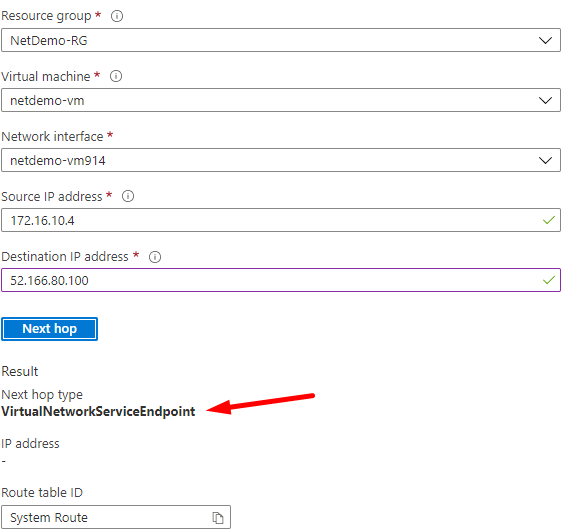 Resource group *
NetDemo-RG
Virtual machine *
netdemo-vm
Network interface *
netdemo-vm914
Source IP address *
172.16.10.4
Destination IP address *
52.166.80.100
Next hop
Result
Next hop type
VirtualNetworkServiceEndpoint
IP address
-
Route table ID
System Route